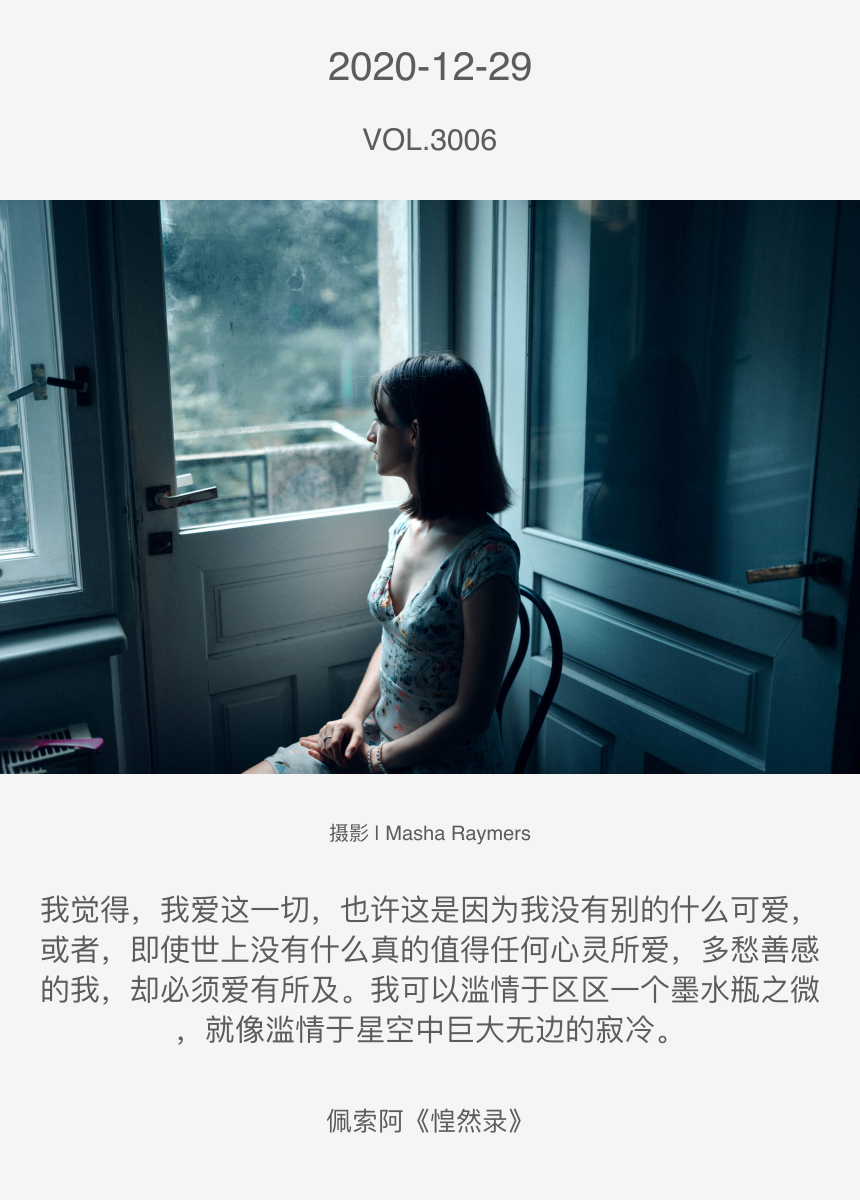 2020-12-29
VOL.3006
摄影 | Masha Raymers
我觉得，我爱这一切，也许这是因为我没有别的什么可爱，
或者，即使世上没有什么真的值得任何心灵所爱，多愁善感
的我，却必须爱有所及。我可以滥情于区区一个墨水瓶之微
，就像滥情于星空中巨大无边的寂冷。
佩索阿《惶然录》